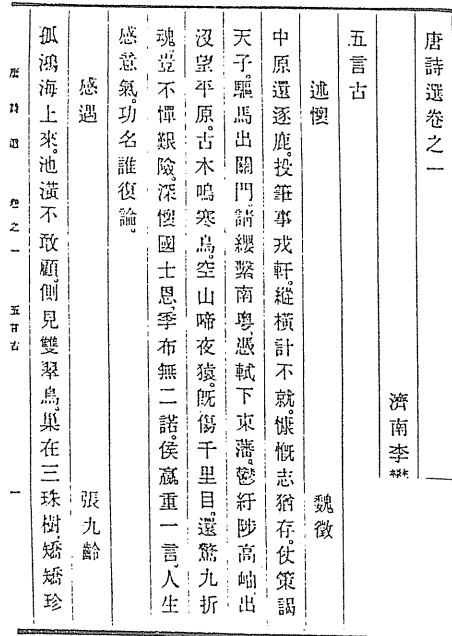 唐詩選卷之一
濟南李攀
五言古
述懷 魏徵
中原還逐鹿。投筆事戎軒。縱橫計不就。慷慨志猶存。仗策謁
天子。驅馬出關門。請纓繫南粤。憑軾下東藩。鬱紆陟高岫。出
沒望平原。古木鳴寒鳥。空山啼夜猿。旣傷千里目。還驚九折
魂。豈不憚艱險。深懷國士恩。季布無二諾。侯嬴重一言。人生
感意氣。功名誰復論。
感遇 張九齡
孤鴻海上來。池潢不敢顧。側見雙翠鳥。巢在三珠樹。矯矯珍
唐詩選 卷之一 五言古 一